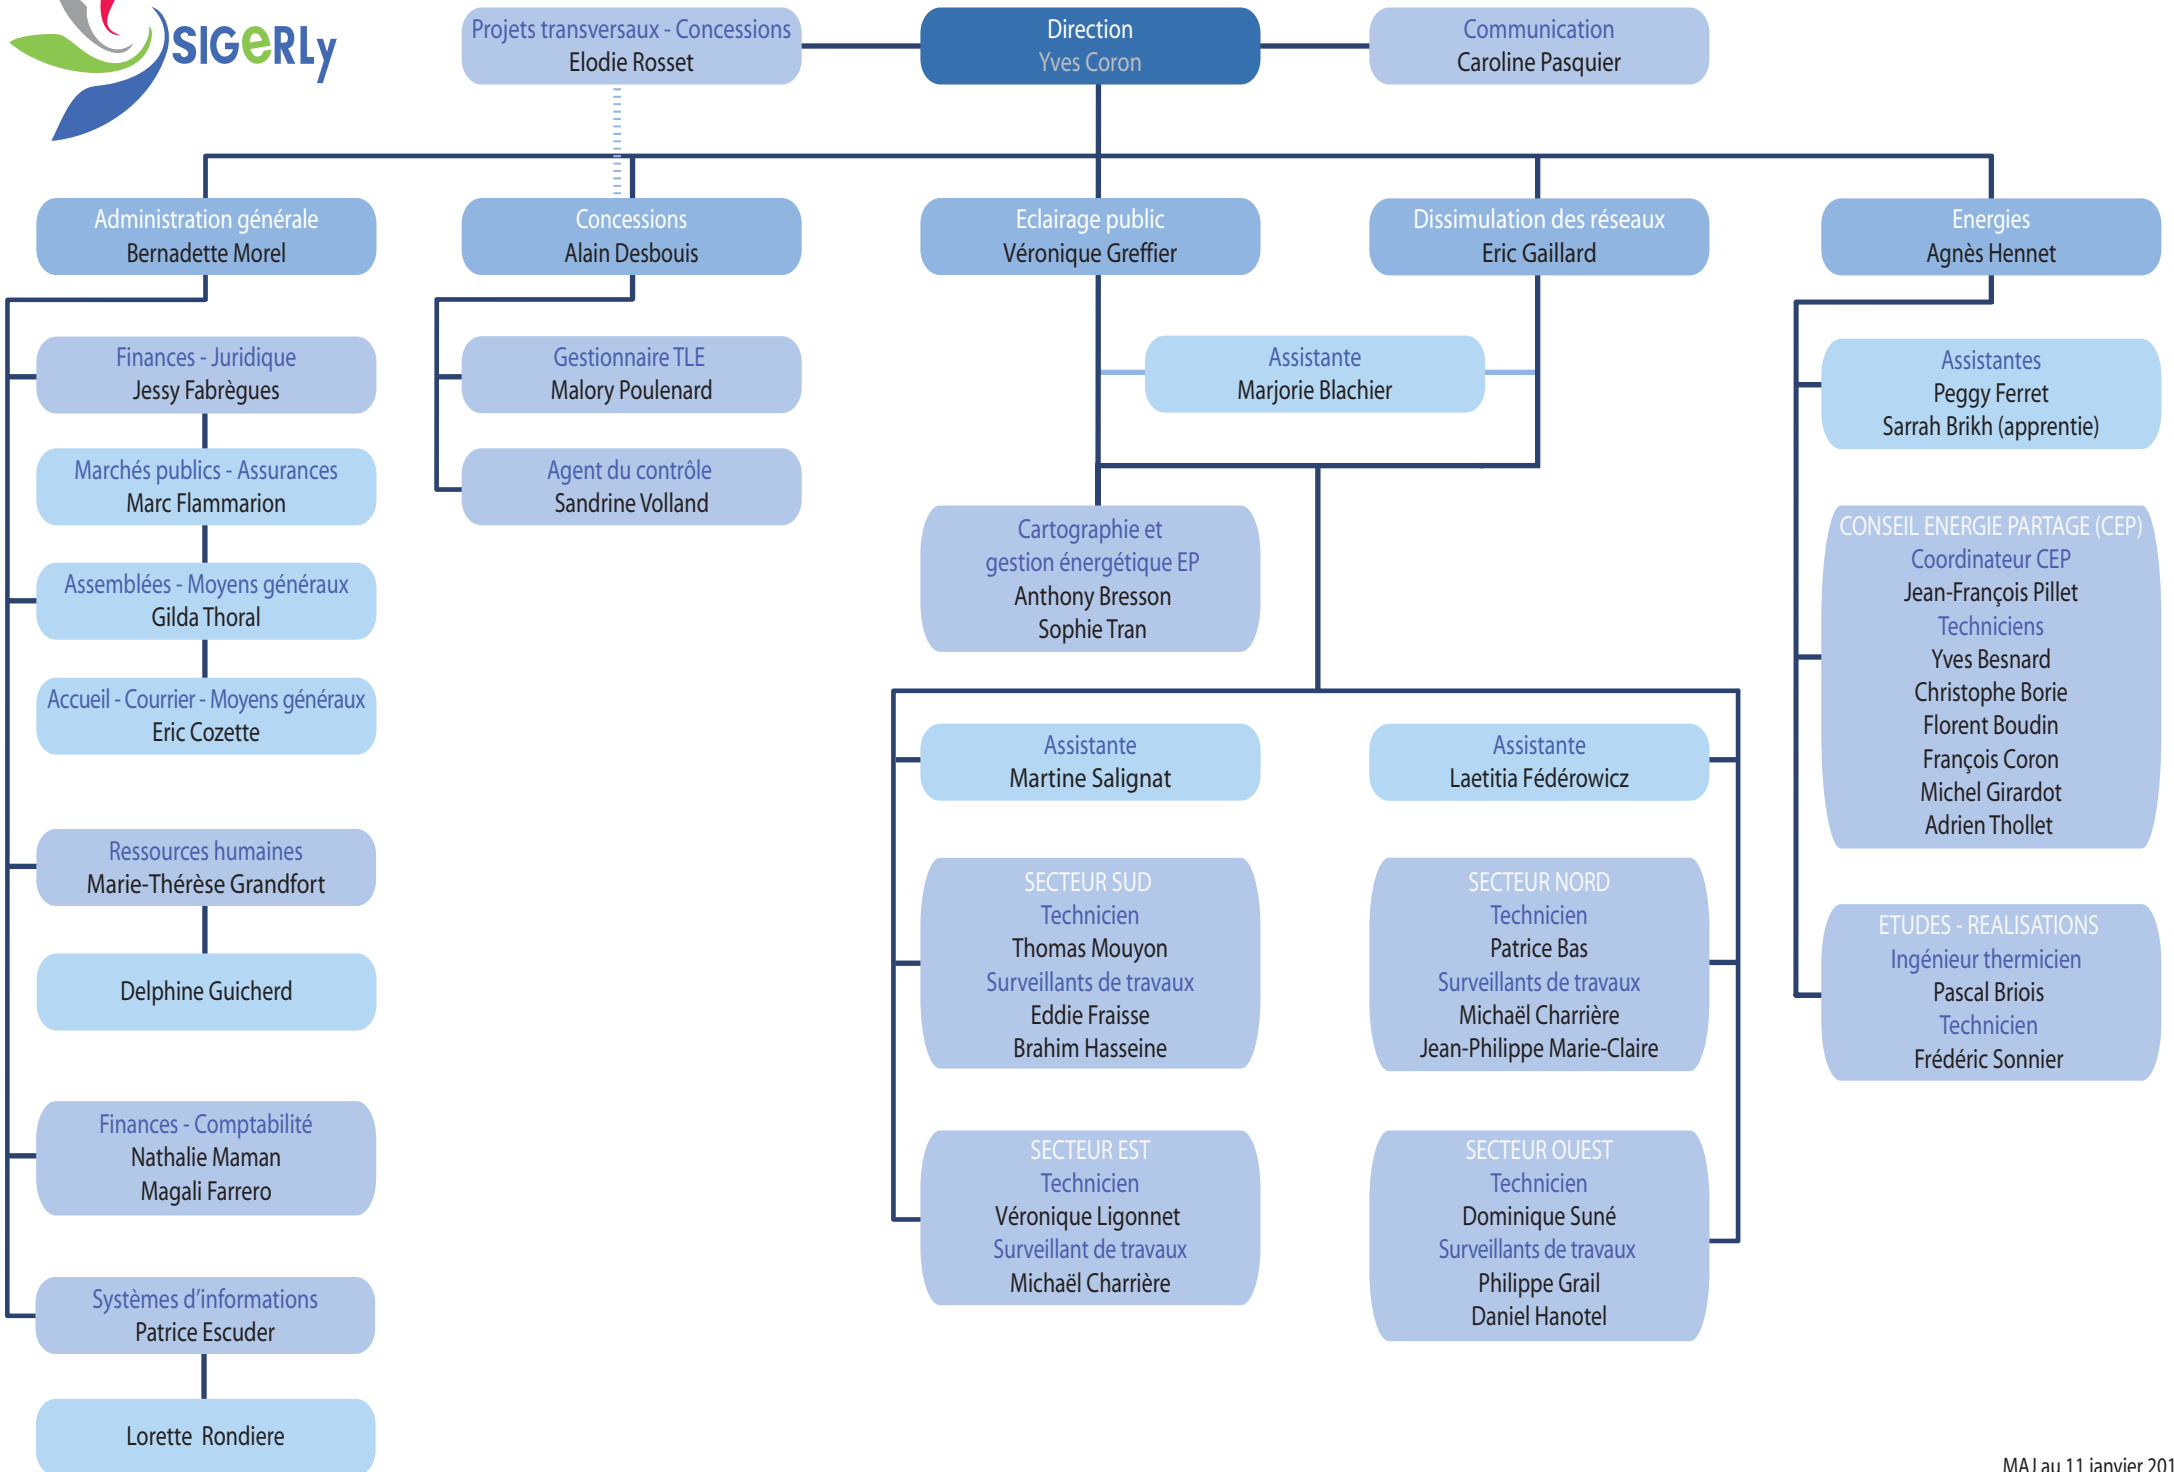 SIGeRLy
Projets transversaux - Concessions
Elodie Rosset
Direction
Yves Coron
Communication
Caroline Pasquier
Administration générale
Bernadette Morel
Concessions
Alain Desbouis
Eclairage public
Véronique Greffier
Dissimulation des réseaux
Eric Gaillard
Energies
Agnès Hennet
Finances - Juridique
Jessy Fabrègues
Marchés publics - Assurances
Marc Flammarion
Assemblées - Moyens généraux
Gilda Thoral
Accueil - Courrier - Moyens généraux
Eric Cozette
Ressources humaines
Marie-Thérèse Grandfort
Delphine Guicherd
Finances - Comptabilité
Nathalie Maman
Magali Farrero
Systèmes d'informations
Patrice Escuder
Lorette Rondiere
Gestionnaire TLE
Malory Poulenard
Agent du contrôle
Sandrine Volland
Assistante
Marjorie Blachier
Cartographie et
gestion énergétique EP
Anthony Bresson
Sophie Tran
Assistante
Martine Salignat
SECTEUR SUD
Technicien
Thomas Mouyon
Surveillants de travaux
Eddie Fraisse
Brahim Hasseine
SECTEUR EST
Technicien
Véronique Ligonnet
Surveillant de travaux
Michaël Charrière
Assistante
Laetitia Fédérowicz
SECTEUR NORD
Technicien
Patrice Bas
Surveillants de travaux
Michaël Charrière
Jean-Philippe Marie-Claire
SECTEUR OUEST
Technicien
Dominique Suné
Surveillants de travaux
Philippe Grail
Daniel Hanotel
Assistantes
Peggy Ferret
Sarrah Brikh (apprentie)
CONSEIL ENERGIE PARTAGE (CEP)
Coordinateur CEP
Jean-François Pillet
Techniciens
Yves Besnard
Christophe Borie
Florent Boudin
François Coron
Michel Girardot
Adrien Thollet
ETUDES - REALISATIONS
Ingénieur thermicien
Pascal Briois
Technicien
Frédéric Sonnier
MAJ au 11 janvier 201